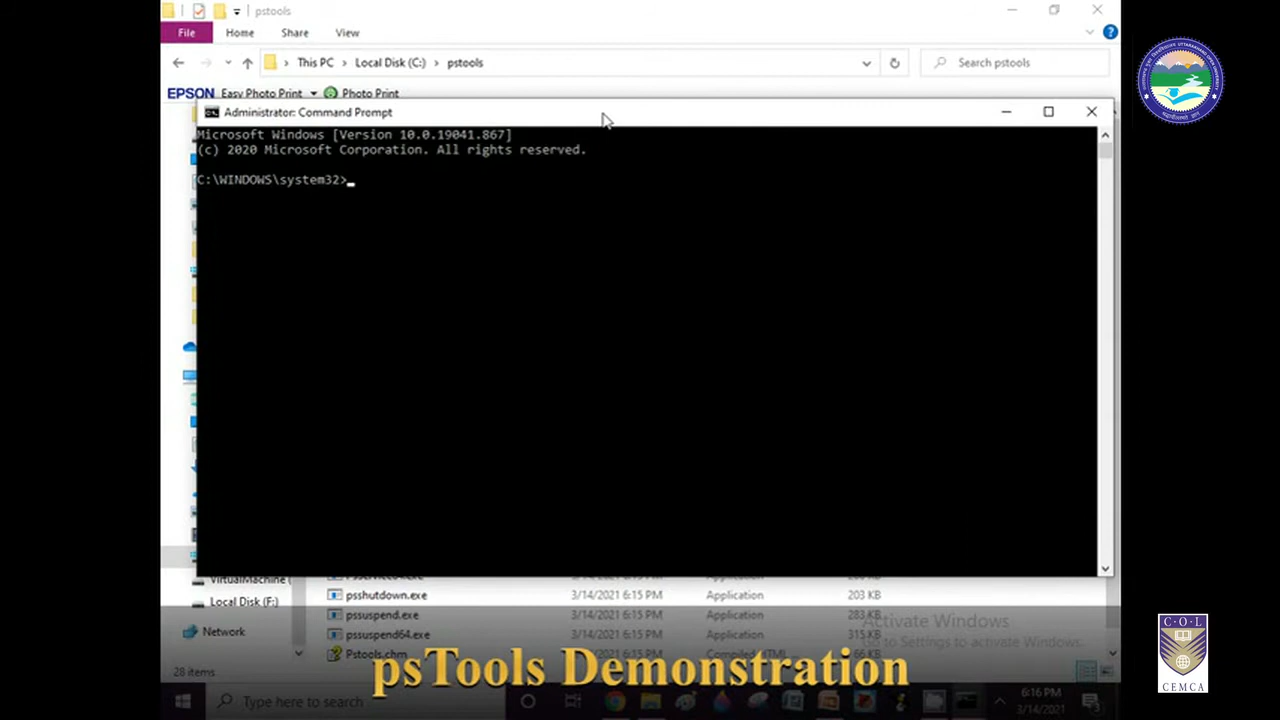 pstools
File Home Share View
This PC > Local Disk (C:) > pstools
Search pstools
EPSON Easy Photo Print Photo Print
Administrator: Command Prompt
Microsoft Windows [Version 10.0.19041.867]
(c) 2020 Microsoft Corporation. All rights reserved.
C:\WINDOWS\system32>
VirtualMachine (
Local Disk (F:)
Network
psshutdown.exe 3/14/2021 6:15 PM Application 203 KB
pssuspend.exe 3/14/2021 6:15 PM Application 283 KB
pssuspend64.exe 3/14/2021 6:15 PM Application 315 KB
Pstools.chm 3/14/2021 6:15 PM Compiled HTML ... 66 KB
Activate Windows
Go to Settings to activate Windows.
28 items
psTools Demonstration
Type here to search
6:16 PM
3/14/2021
3
C·O·L
CEMCA